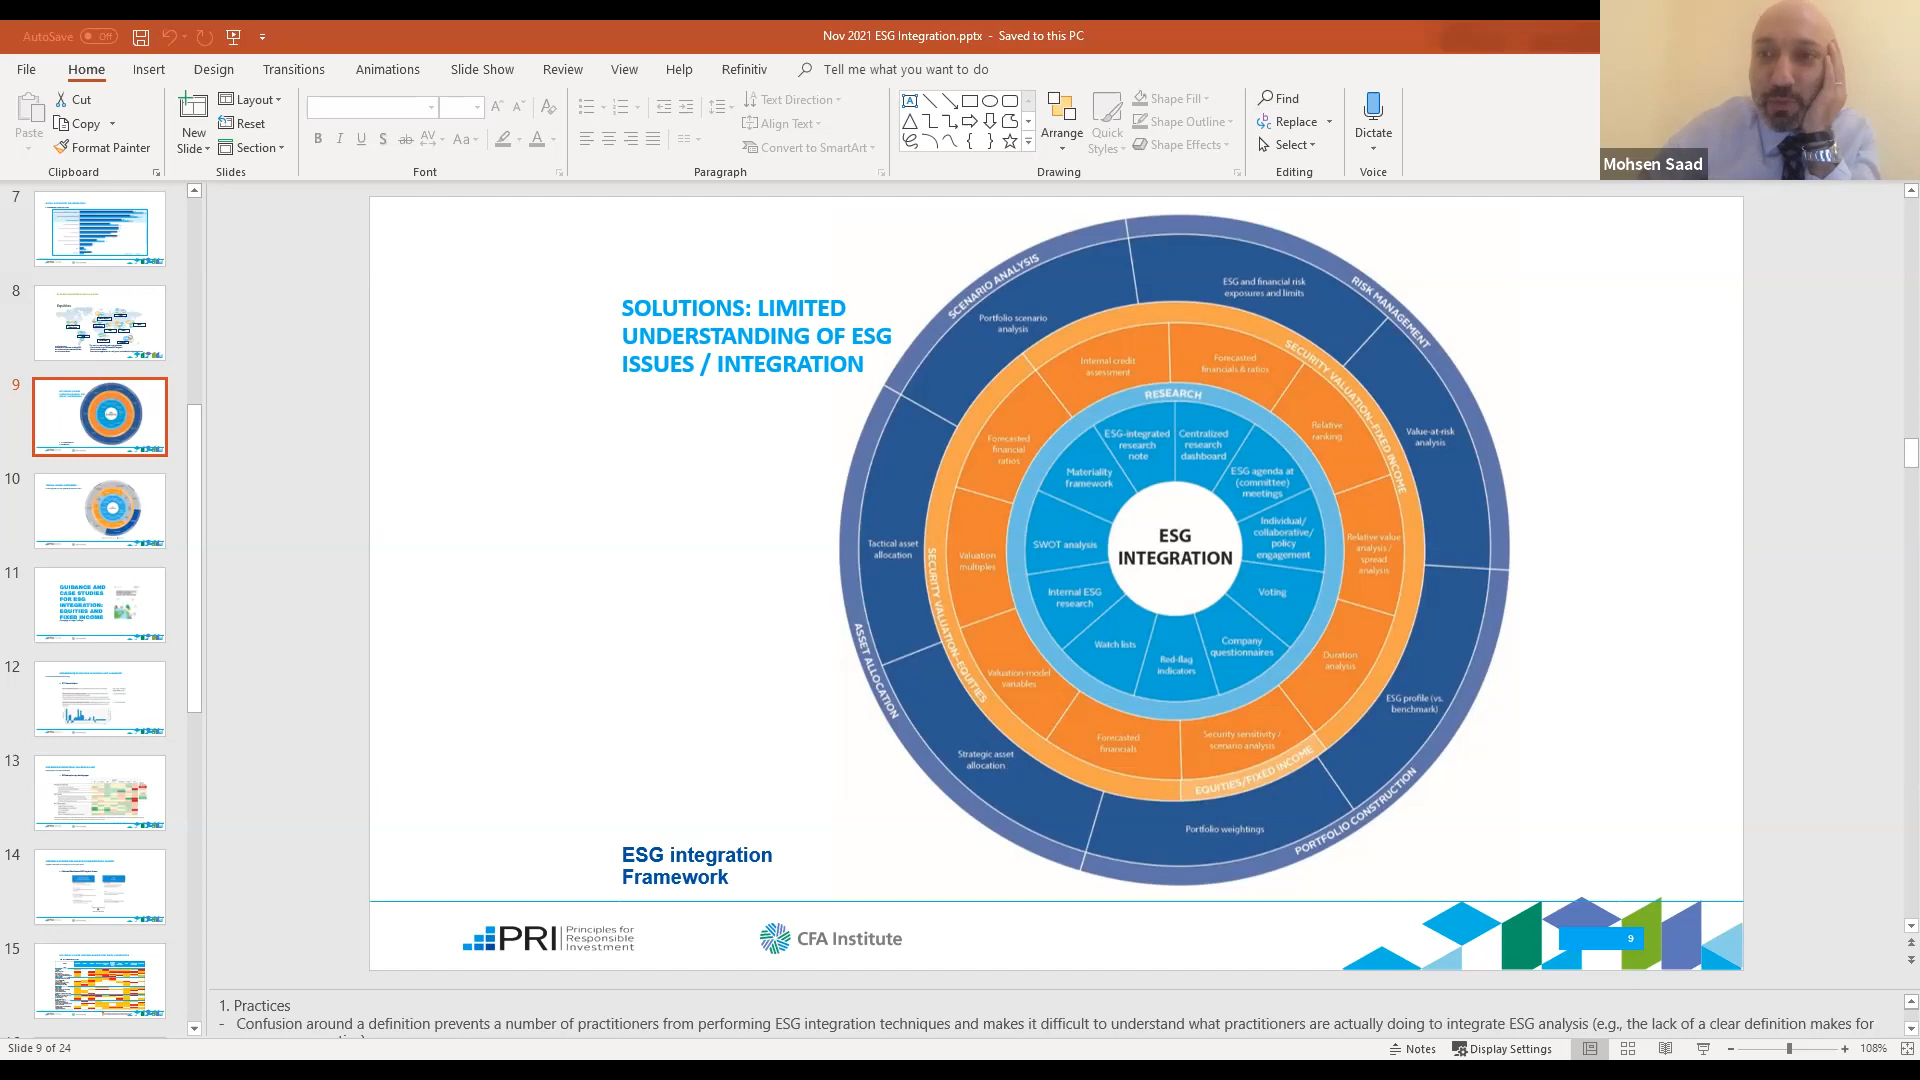 AutoSave
Off
Nov 2021 ESG Integration.pptx - Saved to this PC
File
Home
Insert
Design
Transitions
Animations
Slide Show
Review
View
Help
Refinitiv
Tell me what you want to do
Paste
Cut
Copy
Format Painter
Clipboard
New
Slide
Layout
Reset
Section
Slides
Font
Text Direction
Align Text
Convert to SmartArt
Paragraph
Arrange
Quick
Styles
Shape Fill
Shape Outline
Shape Effects
Drawing
Find
Replace
Select
Editing
Dictate
Voice
Mohsen Saad
7
8
9
10
11
GUIDANCE AND
CASE STUDIES
FOR ESG
INTEGRATION:
EQUITIES AND
FIXED INCOME
12
13
14
15
SOLUTIONS: LIMITED
UNDERSTANDING OF ESG
ISSUES / INTEGRATION
SCENARIO ANALYSIS
Portfolio scenario
analysis
RISK MANAGEMENT
ESG and financial risk
exposures and limits
Value-at-risk
analysis
PORTFOLIO CONSTRUCTION
ESG profile (vs.
benchmark)
Portfolio weightings
ASSET ALLOCATION
Strategic asset
allocation
Tactical asset
allocation
SECURITY VALUATION–FIXED INCOME
Internal credit
assessment
Forecasted
financials & ratios
Relative
ranking
Relative value
analysis /
spread
analysis
Duration
analysis
EQUITIES/FIXED INCOME
Security sensitivity /
scenario analysis
SECURITY VALUATION–EQUITIES
Forecasted
financials
Valuation-model
variables
Valuation
multiples
Forecasted
financial
ratios
RESEARCH
ESG-integrated
research
note
Centralized
research
dashboard
ESG agenda at
(committee)
meetings
Individual/
collaborative/
policy
engagement
Voting
Company
questionnaires
Red-flag
indicators
Watch lists
Internal ESG
research
SWOT analysis
Materiality
framework
ESG
INTEGRATION
ESG integration
Framework
PRI Principles for
Responsible
Investment
CFA Institute
9
1. Practices
- Confusion around a definition prevents a number of practitioners from performing ESG integration techniques and makes it difficult to understand what practitioners are actually doing to integrate ESG analysis (e.g., the lack of a clear definition makes for
Slide 9 of 24
Notes
Display Settings
108%